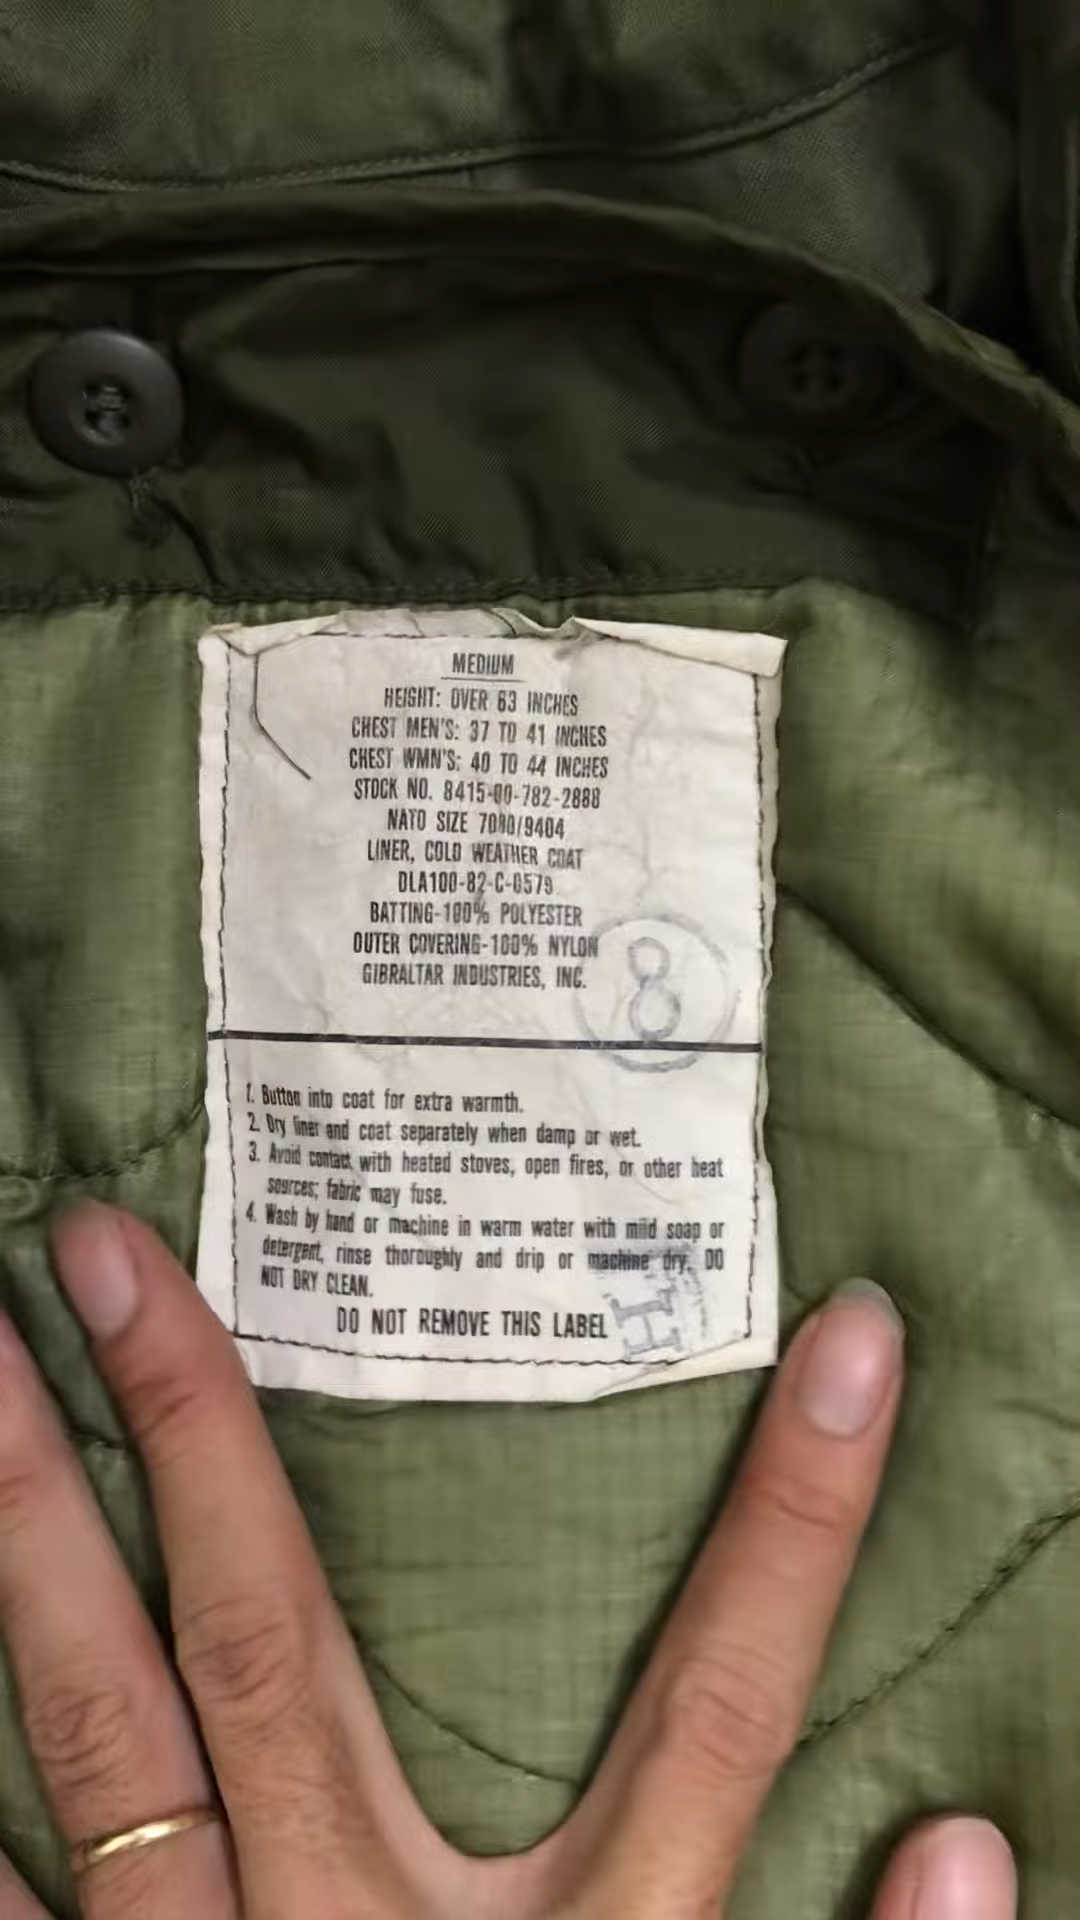 MEDIUM
HEIGHT: OVER 63 INCHES
CHEST MEN'S: 37 TO 41 INCHES
CHEST WMN'S: 40 TO 44 INCHES
STOCK NO. 8415-00-782-2888
NATO SIZE 7080/9404
LINER, COLD WEATHER COAT
DLA100-82-C-0579
BATTING-100% POLYESTER
OUTER COVERING-100% NYLON
GIBRALTAR INDUSTRIES, INC.
8
1. Button into coat for extra warmth.
2. Dry liner and coat separately when damp or wet.
3. Avoid contact with heated stoves, open fires, or other heat
sources; fabric may fuse.
4. Wash by hand or machine in warm water with mild soap or
detergent, rinse thoroughly and drip or machine dry. DO
NOT DRY CLEAN.
DO NOT REMOVE THIS LABEL